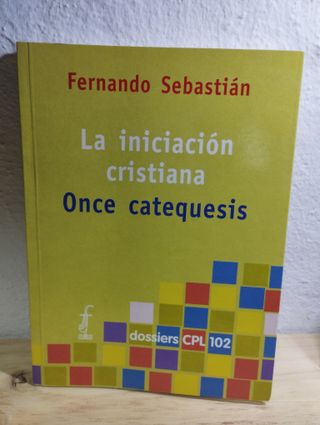 Fernando Sebastián
La iniciación
cristiana
Once catequesis
dossiers CPL 102